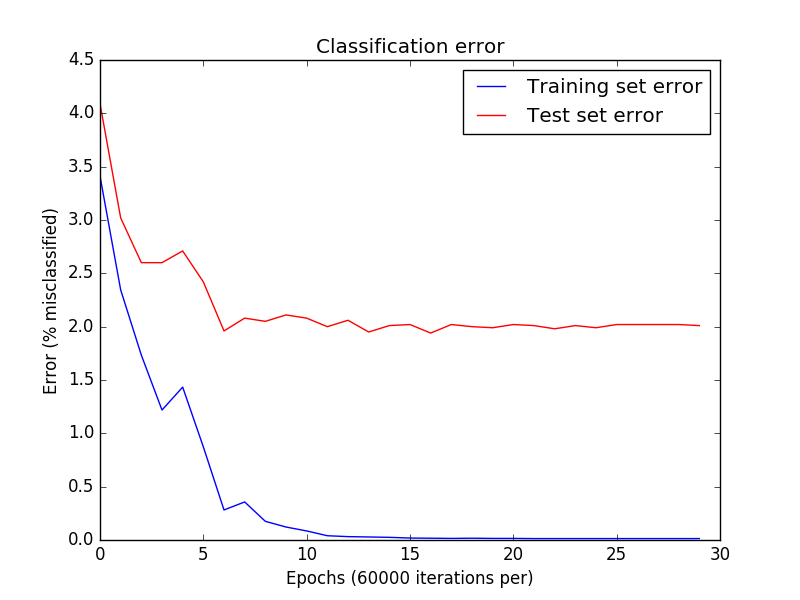 Classification error
4.5
4.0
3.5
3.0
2.5
2.0
1.5
1.0
0.5
0.0
Error (% misclassified)
Training set error
Test set error
0 5 10 15 20 25 30
Epochs (60000 iterations per)